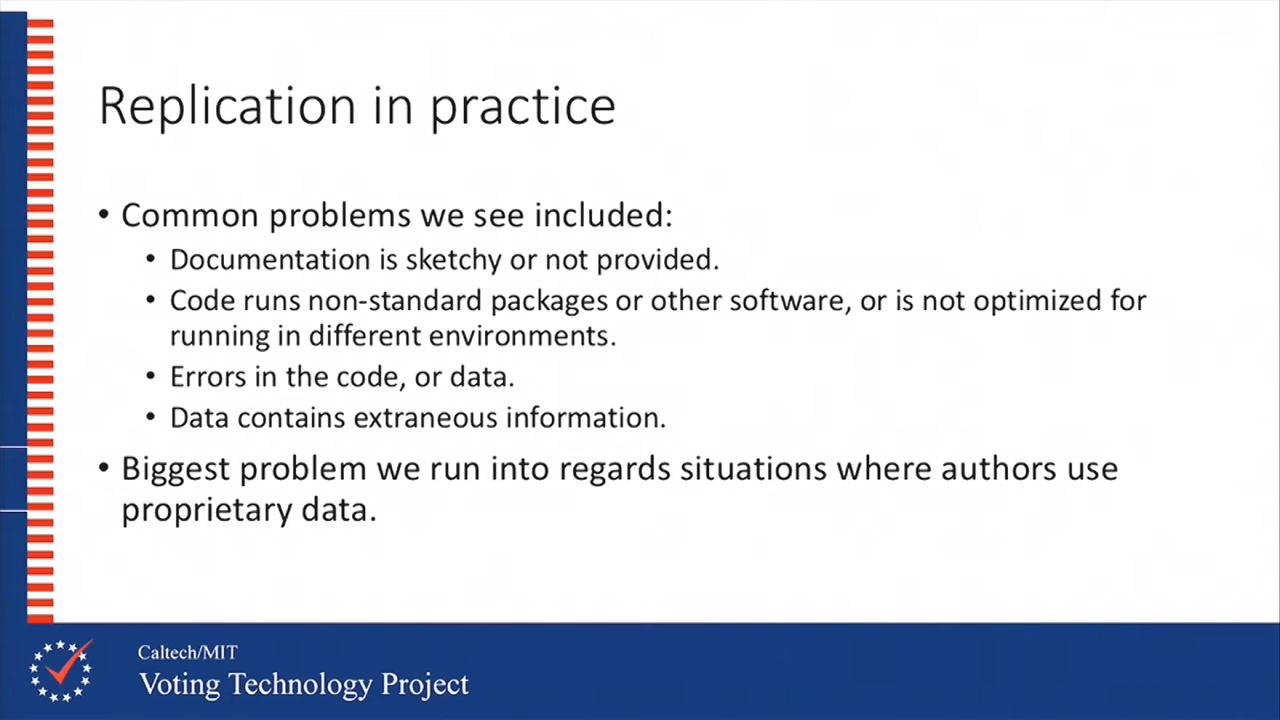 Replication in practice
• Common problems we see included:
• Documentation is sketchy or not provided.
• Code runs non-standard packages or other software, or is not optimized for
running in different environments.
• Errors in the code, or data.
• Data contains extraneous information.
• Biggest problem we run into regards situations where authors use
proprietary data.
Caltech/MIT
Voting Technology Project